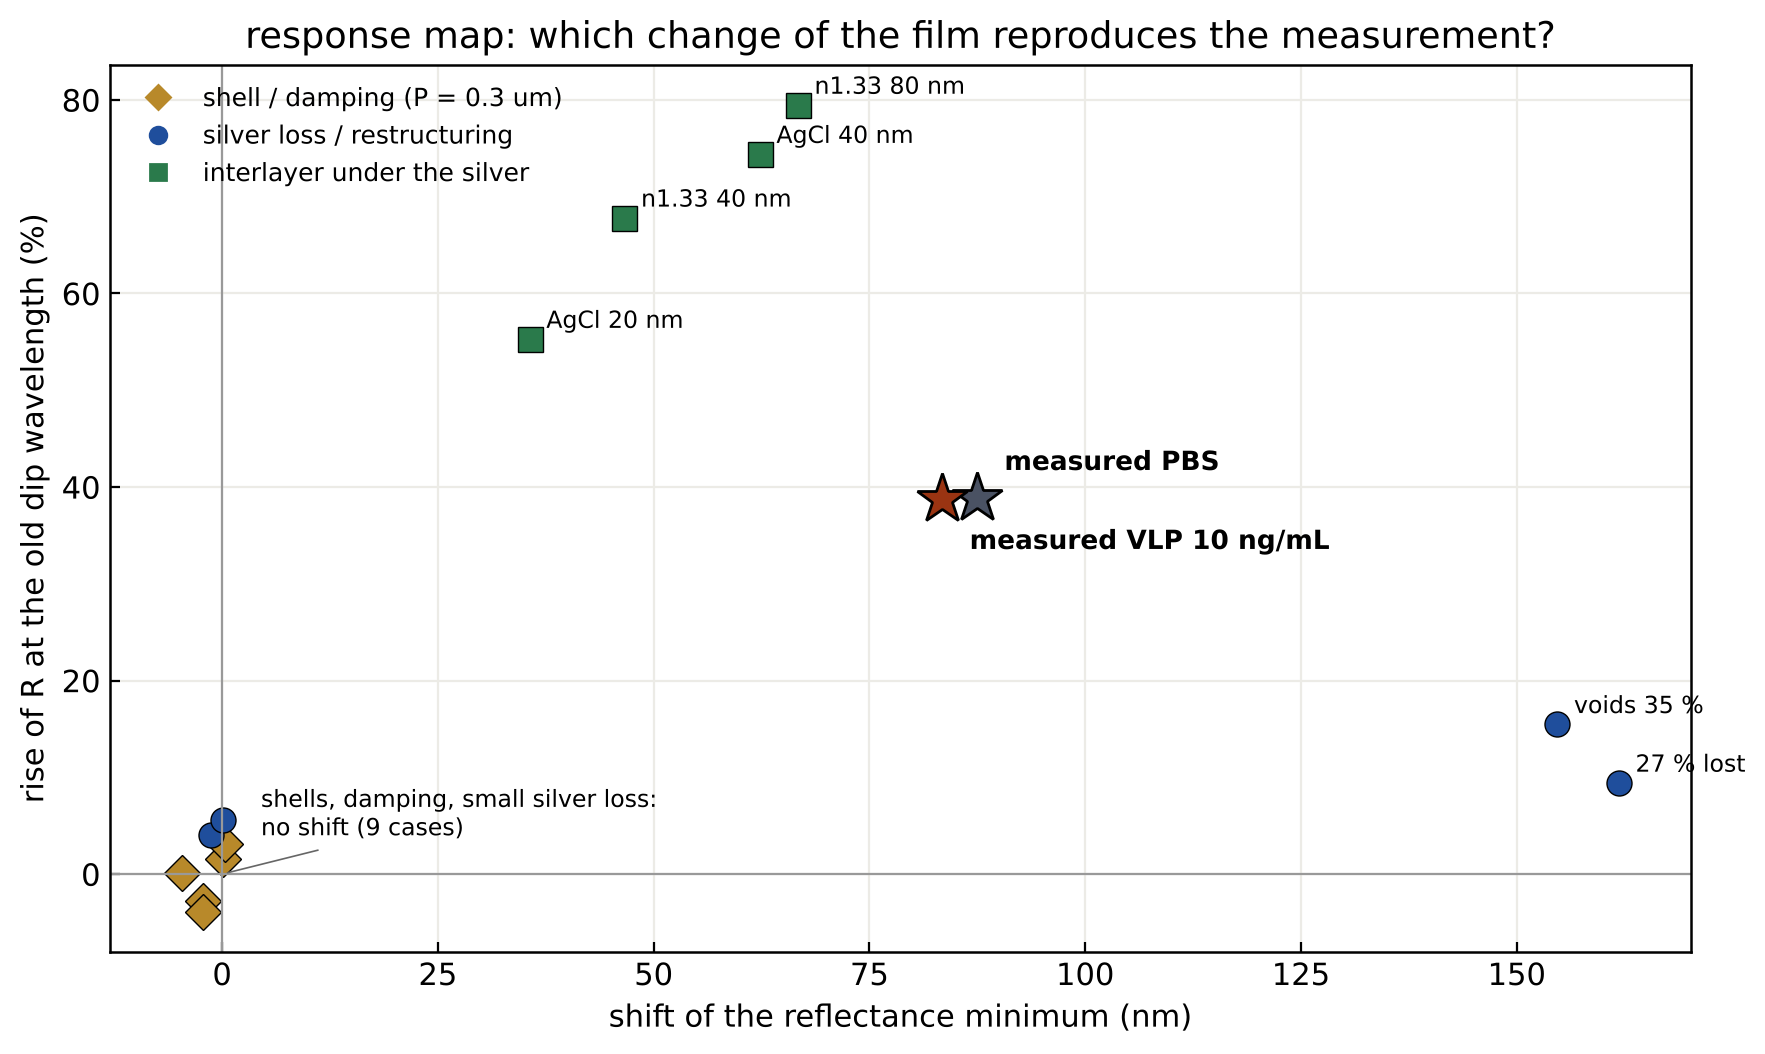 response map: which change of the film reproduces the measurement?
shell / damping (P = 0.3 um)
silver loss / restructuring
interlayer under the silver
n1.33 80 nm
AgCl 40 nm
n1.33 40 nm
AgCl 20 nm
measured PBS
measured VLP 10 ng/mL
voids 35 %
27 % lost
shells, damping, small silver loss:
no shift (9 cases)
rise of R at the old dip wavelength (%)
80
60
40
20
0
0
25
50
75
100
125
150
shift of the reflectance minimum (nm)